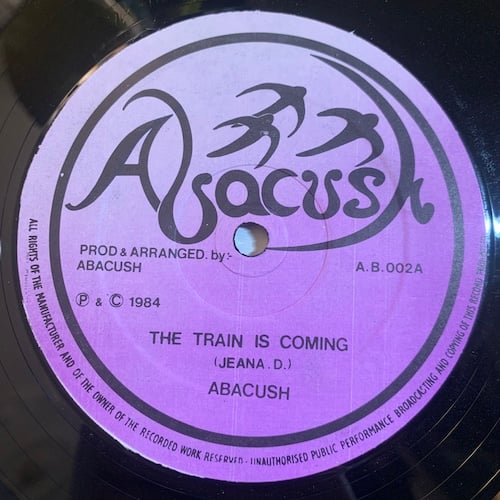 Abacush
PROD & ARRANGED. by:-
ABACUSH
A.B.002A
Ⓟ & © 1984
THE TRAIN IS COMING
(JEANA.D.)
ABACUSH
ALL RIGHTS OF THE MANUFACTURER AND OF THE OWNER OF THE RECORDED WORK RESERVED · UNAUTHORISED PUBLIC PERFORMANCE BROADCASTING AND COPYING OF THIS RECORD